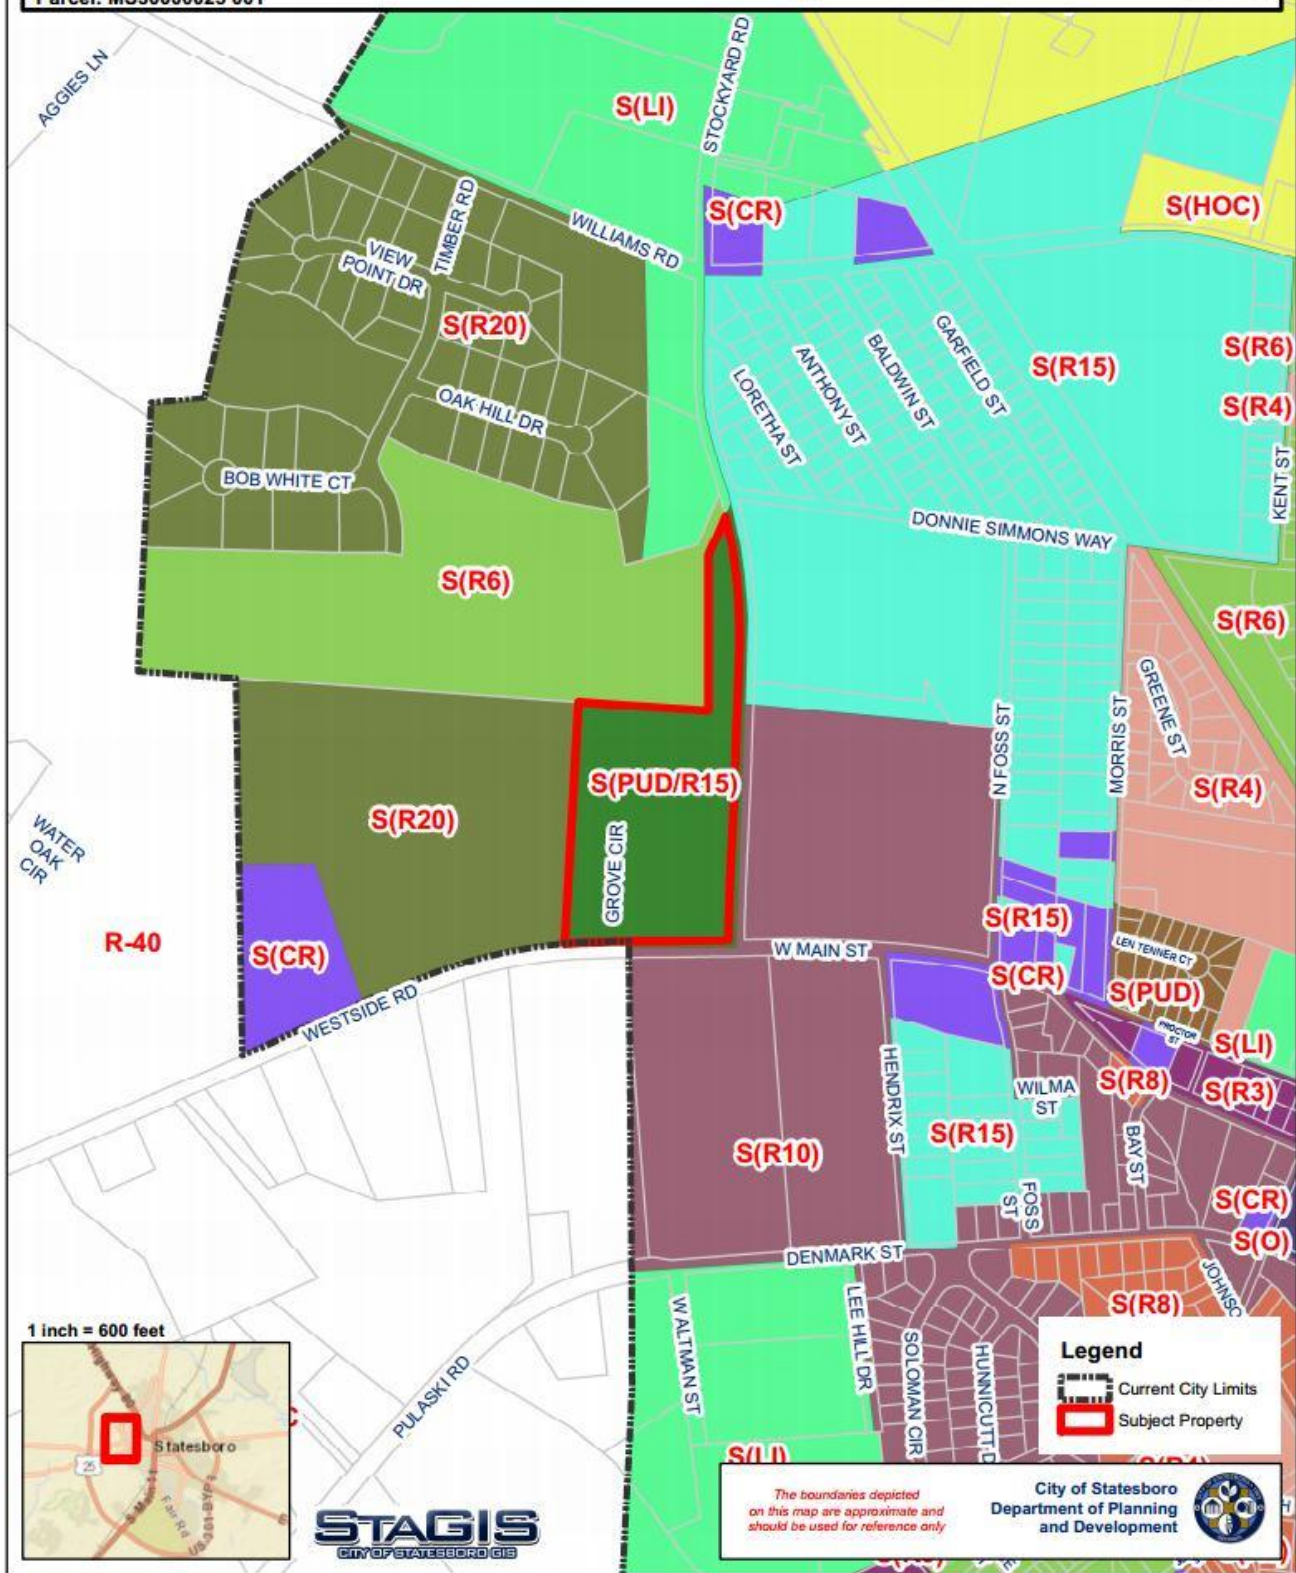 AGGIES LN
STOCKYARD RD
S(LI)
S(CR)
S(HOC)
WILLIAMS RD
TIMBER RD
VIEW
POINT DR
S(R20)
S(R15)
S(R6)
S(R4)
GARFIELD ST
BALDWIN ST
ANTHONY ST
LORETHA ST
OAK HILL DR
BOB WHITE CT
KENT ST
DONNIE SIMMONS WAY
S(R6)
S(R6)
GREENE ST
MORRIS ST
N FOSS ST
S(PUD/R15)
S(R4)
S(R20)
WATER
OAK
CIR
GROVE CIR
R-40
S(CR)
S(R15)
W MAIN ST
LEN TENNER CT
S(CR)
S(PUD)
WESTSIDE RD
PROCTOR
ST
S(LI)
S(R8)
S(R3)
HENDRIX ST
WILMA
ST
S(R15)
BAY ST
S(R10)
FOSS
ST
S(CR)
S(O)
DENMARK ST
S(R8)
W ALTMAN ST
LEE HILL DR
SOLOMAN CIR
PULASKI RD
S(LI)
1 inch = 600 feet
Statesboro
25
Fair Rd
Legend
Current City Limits
Subject Property
STAGIS
CITY OF STATESBORO GIS
The boundaries depicted
on this map are approximate and
should be used for reference only
City of Statesboro
Department of Planning
and Development